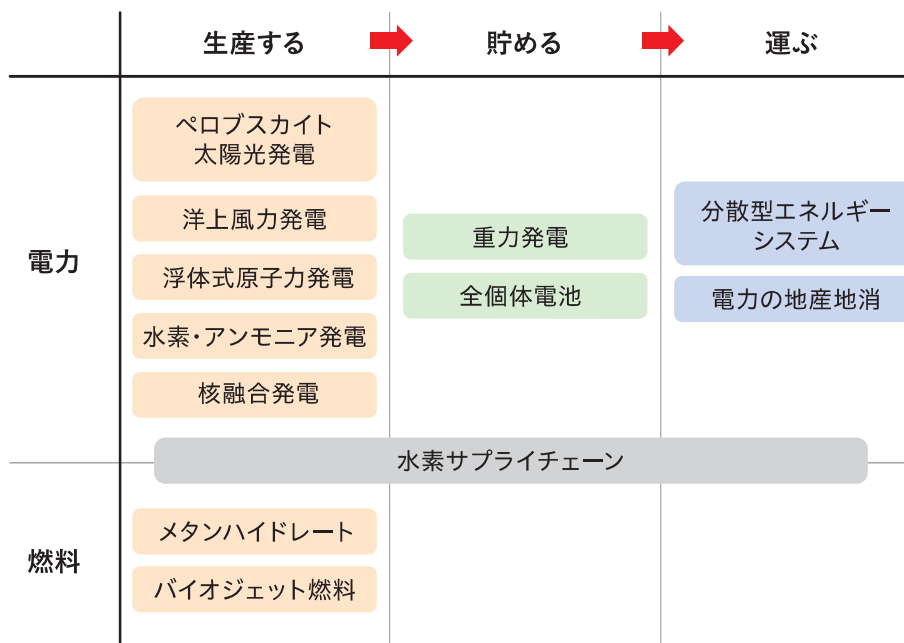 生産する
貯める
運ぶ
電力
ペロブスカイト
太陽光発電
洋上風力発電
浮体式原子力発電
水素・アンモニア発電
核融合発電
重力発電
全個体電池
分散型エネルギー
システム
電力の地産地消
水素サプライチェーン
燃料
メタンハイドレート
バイオジェット燃料